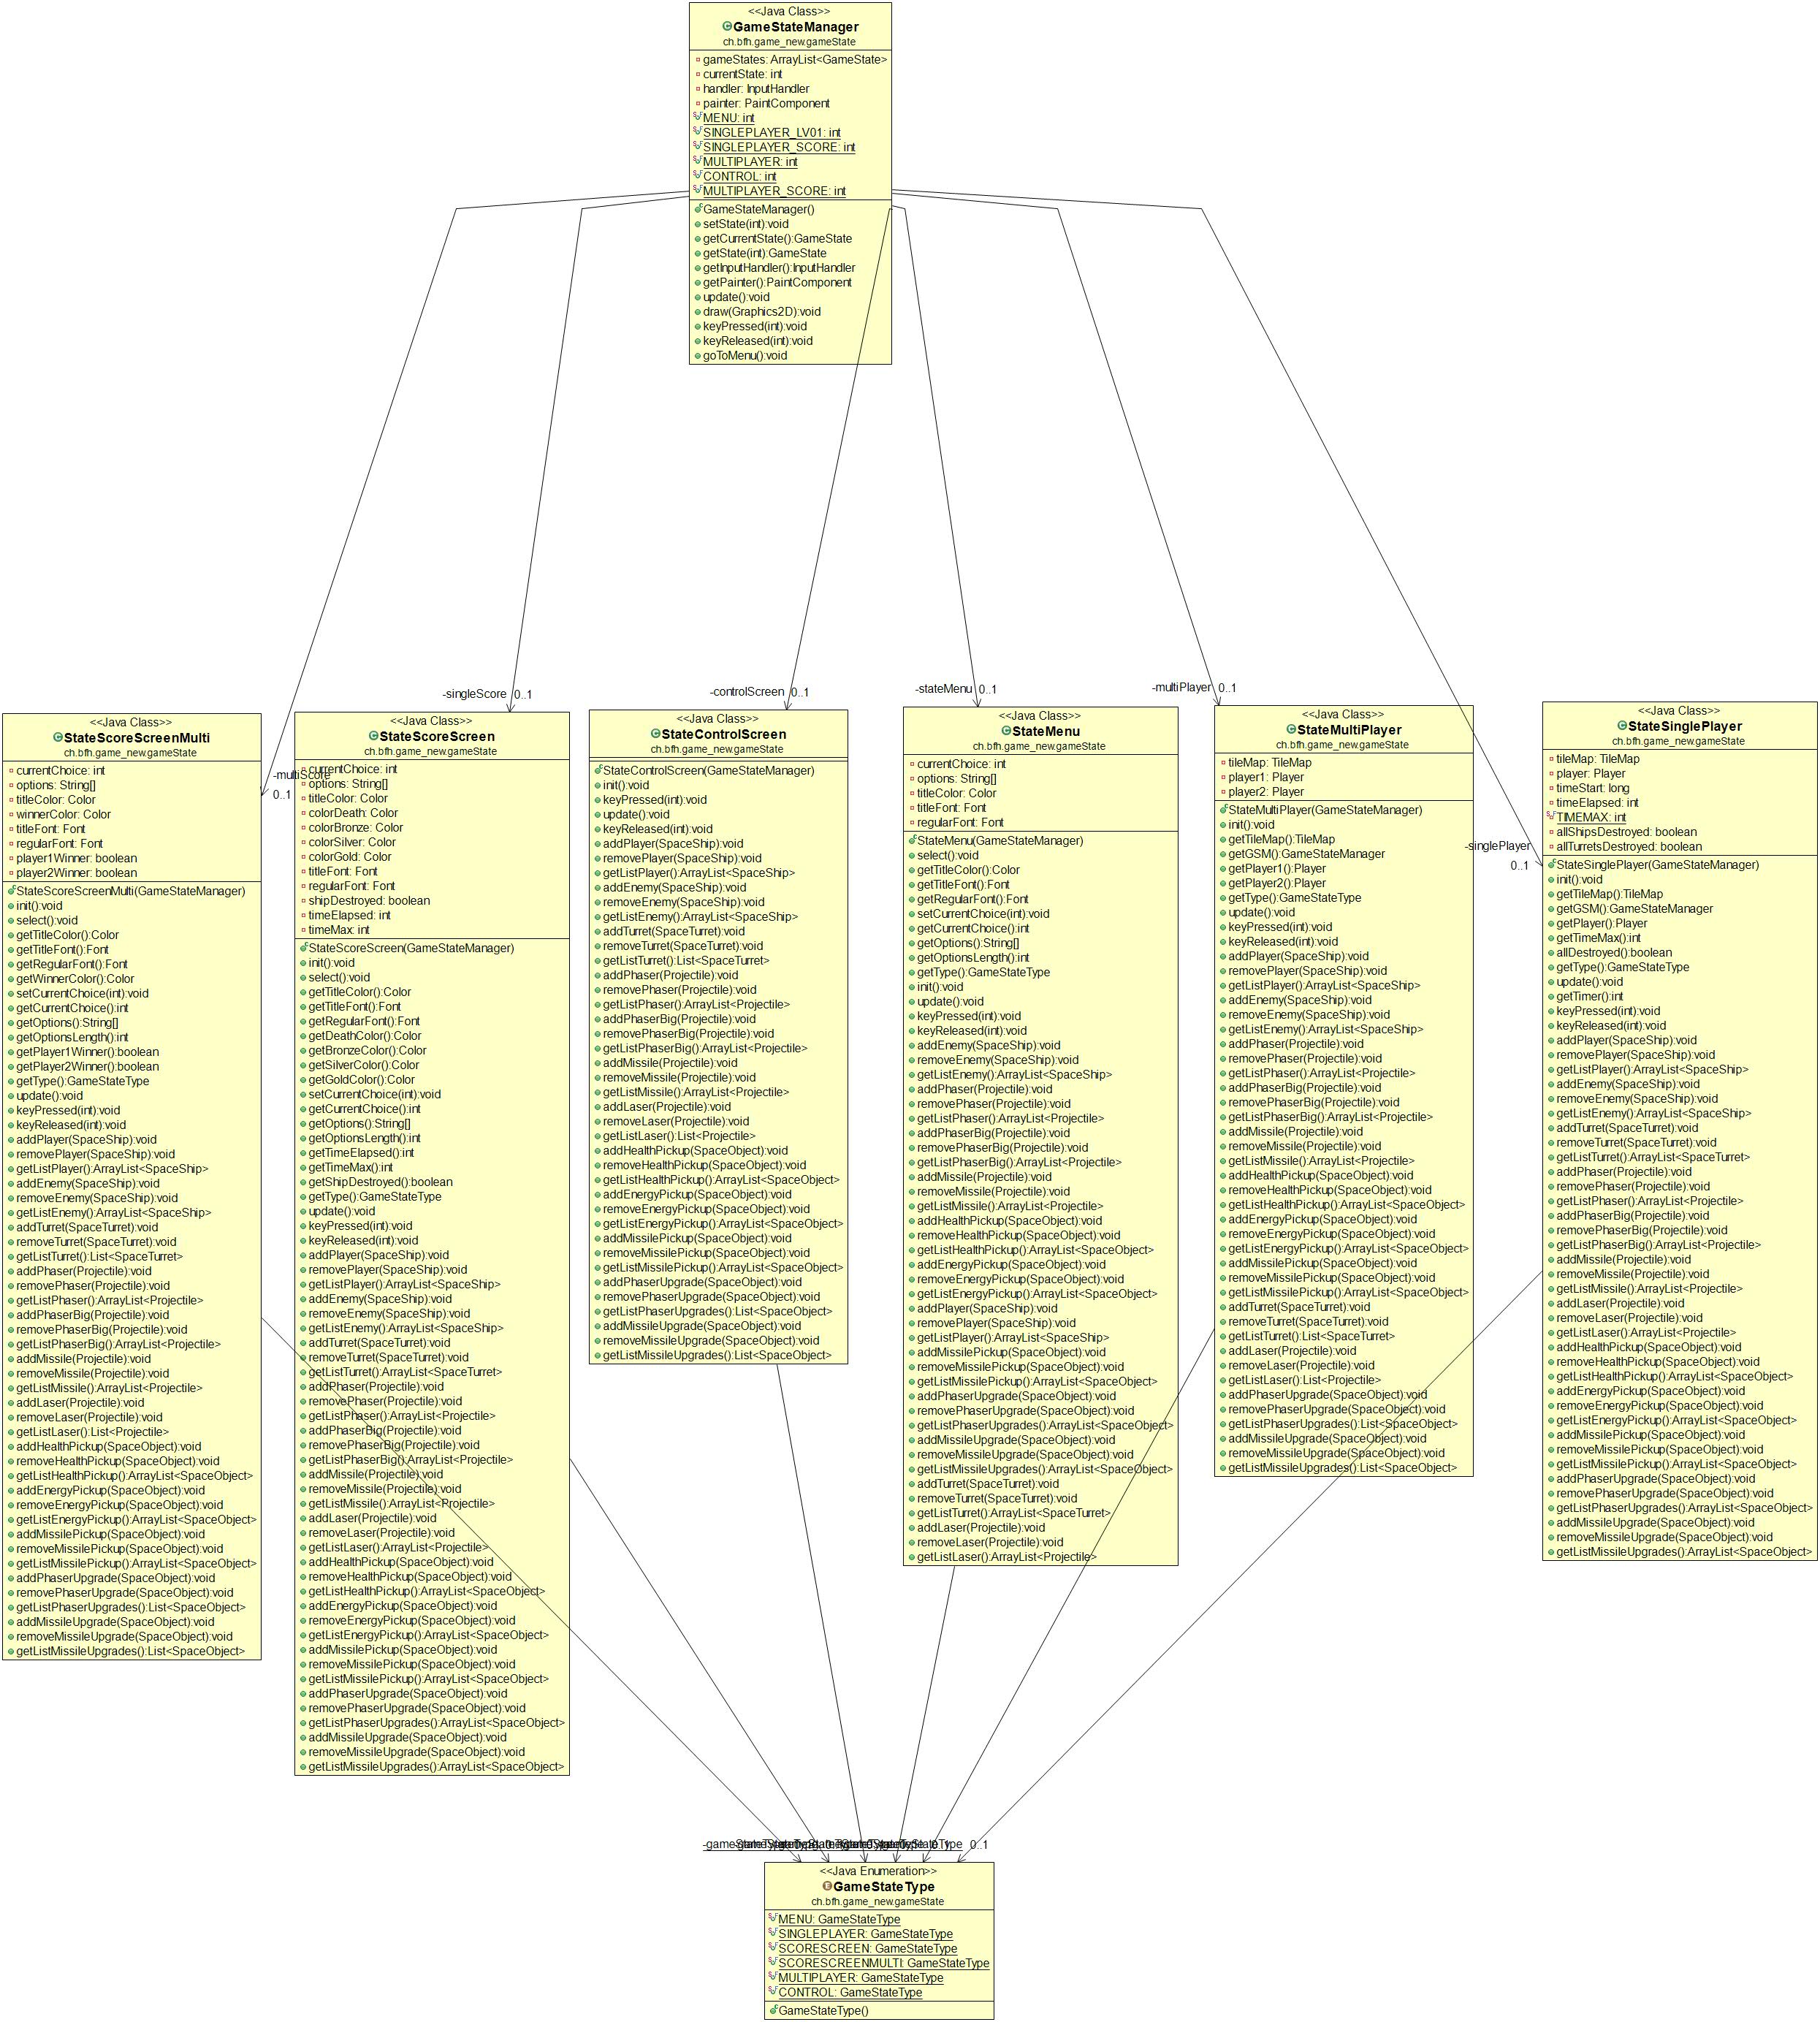 <<Java Class>>
GameStateManager
ch.bfh.game_new.gameState
gameStates: ArrayList<GameState>
currentState: int
handler: InputHandler
painter: PaintComponent
MENU: int
SINGLEPLAYER_LV01: int
SINGLEPLAYER_SCORE: int
MULTIPLAYER: int
CONTROL: int
MULTIPLAYER_SCORE: int
GameStateManager()
setState(int):void
getCurrentState():GameState
getState(int):GameState
getInputHandler():InputHandler
getPainter():PaintComponent
update():void
draw(Graphics2D):void
keyPressed(int):void
keyReleased(int):void
goToMenu():void
-multiScore
0..1
-singleScore 0..1
-controlScreen 0..1
-stateMenu 0..1
-multiPlayer 0..1
-singlePlayer
0..1
<<Java Class>>
StateScoreScreenMulti
ch.bfh.game_new.gameState
currentChoice: int
options: String[]
titleColor: Color
winnerColor: Color
titleFont: Font
regularFont: Font
player1Winner: boolean
player2Winner: boolean
StateScoreScreenMulti(GameStateManager)
init():void
select():void
getTitleColor():Color
getTitleFont():Font
getRegularFont():Font
getWinnerColor():Color
setCurrentChoice(int):void
getCurrentChoice():int
getOptions():String[]
getOptionsLength():int
getPlayer1Winner():boolean
getPlayer2Winner():boolean
getType():GameStateType
update():void
keyPressed(int):void
keyReleased(int):void
addPlayer(SpaceShip):void
removePlayer(SpaceShip):void
getListPlayer():ArrayList<SpaceShip>
addEnemy(SpaceShip):void
removeEnemy(SpaceShip):void
getListEnemy():ArrayList<SpaceShip>
addTurret(SpaceTurret):void
removeTurret(SpaceTurret):void
getListTurret():List<SpaceTurret>
addPhaser(Projectile):void
removePhaser(Projectile):void
getListPhaser():ArrayList<Projectile>
addPhaserBig(Projectile):void
removePhaserBig(Projectile):void
getListPhaserBig():ArrayList<Projectile>
addMissile(Projectile):void
removeMissile(Projectile):void
getListMissile():ArrayList<Projectile>
addLaser(Projectile):void
removeLaser(Projectile):void
getListLaser():List<Projectile>
addHealthPickup(SpaceObject):void
removeHealthPickup(SpaceObject):void
getListHealthPickup():ArrayList<SpaceObject>
addEnergyPickup(SpaceObject):void
removeEnergyPickup(SpaceObject):void
getListEnergyPickup():ArrayList<SpaceObject>
addMissilePickup(SpaceObject):void
removeMissilePickup(SpaceObject):void
getListMissilePickup():ArrayList<SpaceObject>
addPhaserUpgrade(SpaceObject):void
removePhaserUpgrade(SpaceObject):void
getListPhaserUpgrades():List<SpaceObject>
addMissileUpgrade(SpaceObject):void
removeMissileUpgrade(SpaceObject):void
getListMissileUpgrades():List<SpaceObject>
<<Java Class>>
StateScoreScreen
ch.bfh.game_new.gameState
currentChoice: int
options: String[]
titleColor: Color
colorDeath: Color
colorBronze: Color
colorSilver: Color
colorGold: Color
titleFont: Font
regularFont: Font
shipDestroyed: boolean
timeElapsed: int
timeMax: int
StateScoreScreen(GameStateManager)
init():void
select():void
getTitleColor():Color
getTitleFont():Font
getRegularFont():Font
getDeathColor():Color
getBronzeColor():Color
getSilverColor():Color
getGoldColor():Color
setCurrentChoice(int):void
getCurrentChoice():int
getOptions():String[]
getOptionsLength():int
getTimeElapsed():int
getTimeMax():int
getShipDestroyed():boolean
getType():GameStateType
update():void
keyPressed(int):void
keyReleased(int):void
addPlayer(SpaceShip):void
removePlayer(SpaceShip):void
getListPlayer():ArrayList<SpaceShip>
addEnemy(SpaceShip):void
removeEnemy(SpaceShip):void
getListEnemy():ArrayList<SpaceShip>
addTurret(SpaceTurret):void
removeTurret(SpaceTurret):void
getListTurret():ArrayList<SpaceTurret>
addPhaser(Projectile):void
removePhaser(Projectile):void
getListPhaser():ArrayList<Projectile>
addPhaserBig(Projectile):void
removePhaserBig(Projectile):void
getListPhaserBig():ArrayList<Projectile>
addMissile(Projectile):void
removeMissile(Projectile):void
getListMissile():ArrayList<Projectile>
addLaser(Projectile):void
removeLaser(Projectile):void
getListLaser():ArrayList<Projectile>
addHealthPickup(SpaceObject):void
removeHealthPickup(SpaceObject):void
getListHealthPickup():ArrayList<SpaceObject>
addEnergyPickup(SpaceObject):void
removeEnergyPickup(SpaceObject):void
getListEnergyPickup():ArrayList<SpaceObject>
addMissilePickup(SpaceObject):void
removeMissilePickup(SpaceObject):void
getListMissilePickup():ArrayList<SpaceObject>
addPhaserUpgrade(SpaceObject):void
removePhaserUpgrade(SpaceObject):void
getListPhaserUpgrades():ArrayList<SpaceObject>
addMissileUpgrade(SpaceObject):void
removeMissileUpgrade(SpaceObject):void
getListMissileUpgrades():ArrayList<SpaceObject>
<<Java Class>>
StateControlScreen
ch.bfh.game_new.gameState
StateControlScreen(GameStateManager)
init():void
keyPressed(int):void
update():void
keyReleased(int):void
addPlayer(SpaceShip):void
removePlayer(SpaceShip):void
getListPlayer():ArrayList<SpaceShip>
addEnemy(SpaceShip):void
removeEnemy(SpaceShip):void
getListEnemy():ArrayList<SpaceShip>
addTurret(SpaceTurret):void
removeTurret(SpaceTurret):void
getListTurret():List<SpaceTurret>
addPhaser(Projectile):void
removePhaser(Projectile):void
getListPhaser():ArrayList<Projectile>
addPhaserBig(Projectile):void
removePhaserBig(Projectile):void
getListPhaserBig():ArrayList<Projectile>
addMissile(Projectile):void
removeMissile(Projectile):void
getListMissile():ArrayList<Projectile>
addLaser(Projectile):void
removeLaser(Projectile):void
getListLaser():List<Projectile>
addHealthPickup(SpaceObject):void
removeHealthPickup(SpaceObject):void
getListHealthPickup():ArrayList<SpaceObject>
addEnergyPickup(SpaceObject):void
removeEnergyPickup(SpaceObject):void
getListEnergyPickup():ArrayList<SpaceObject>
addMissilePickup(SpaceObject):void
removeMissilePickup(SpaceObject):void
getListMissilePickup():ArrayList<SpaceObject>
addPhaserUpgrade(SpaceObject):void
removePhaserUpgrade(SpaceObject):void
getListPhaserUpgrades():List<SpaceObject>
addMissileUpgrade(SpaceObject):void
removeMissileUpgrade(SpaceObject):void
getListMissileUpgrades():List<SpaceObject>
<<Java Class>>
StateMenu
ch.bfh.game_new.gameState
currentChoice: int
options: String[]
titleColor: Color
titleFont: Font
regularFont: Font
StateMenu(GameStateManager)
select():void
getTitleColor():Color
getTitleFont():Font
getRegularFont():Font
setCurrentChoice(int):void
getCurrentChoice():int
getOptions():String[]
getOptionsLength():int
getType():GameStateType
init():void
update():void
keyPressed(int):void
keyReleased(int):void
addEnemy(SpaceShip):void
removeEnemy(SpaceShip):void
getListEnemy():ArrayList<SpaceShip>
addPhaser(Projectile):void
removePhaser(Projectile):void
getListPhaser():ArrayList<Projectile>
addPhaserBig(Projectile):void
removePhaserBig(Projectile):void
getListPhaserBig():ArrayList<Projectile>
addMissile(Projectile):void
removeMissile(Projectile):void
getListMissile():ArrayList<Projectile>
addHealthPickup(SpaceObject):void
removeHealthPickup(SpaceObject):void
getListHealthPickup():ArrayList<SpaceObject>
addEnergyPickup(SpaceObject):void
removeEnergyPickup(SpaceObject):void
getListEnergyPickup():ArrayList<SpaceObject>
addPlayer(SpaceShip):void
removePlayer(SpaceShip):void
getListPlayer():ArrayList<SpaceShip>
addMissilePickup(SpaceObject):void
removeMissilePickup(SpaceObject):void
getListMissilePickup():ArrayList<SpaceObject>
addPhaserUpgrade(SpaceObject):void
removePhaserUpgrade(SpaceObject):void
getListPhaserUpgrades():ArrayList<SpaceObject>
addMissileUpgrade(SpaceObject):void
removeMissileUpgrade(SpaceObject):void
getListMissileUpgrades():ArrayList<SpaceObject>
addTurret(SpaceTurret):void
removeTurret(SpaceTurret):void
getListTurret():ArrayList<SpaceTurret>
addLaser(Projectile):void
removeLaser(Projectile):void
getListLaser():ArrayList<Projectile>
<<Java Class>>
StateMultiPlayer
ch.bfh.game_new.gameState
tileMap: TileMap
player1: Player
player2: Player
StateMultiPlayer(GameStateManager)
init():void
getTileMap():TileMap
getGSM():GameStateManager
getPlayer1():Player
getPlayer2():Player
getType():GameStateType
update():void
keyPressed(int):void
keyReleased(int):void
addPlayer(SpaceShip):void
removePlayer(SpaceShip):void
getListPlayer():ArrayList<SpaceShip>
addEnemy(SpaceShip):void
removeEnemy(SpaceShip):void
getListEnemy():ArrayList<SpaceShip>
addPhaser(Projectile):void
removePhaser(Projectile):void
getListPhaser():ArrayList<Projectile>
addPhaserBig(Projectile):void
removePhaserBig(Projectile):void
getListPhaserBig():ArrayList<Projectile>
addMissile(Projectile):void
removeMissile(Projectile):void
getListMissile():ArrayList<Projectile>
addHealthPickup(SpaceObject):void
removeHealthPickup(SpaceObject):void
getListHealthPickup():ArrayList<SpaceObject>
addEnergyPickup(SpaceObject):void
removeEnergyPickup(SpaceObject):void
getListEnergyPickup():ArrayList<SpaceObject>
addMissilePickup(SpaceObject):void
removeMissilePickup(SpaceObject):void
getListMissilePickup():ArrayList<SpaceObject>
addTurret(SpaceTurret):void
removeTurret(SpaceTurret):void
getListTurret():List<SpaceTurret>
addLaser(Projectile):void
removeLaser(Projectile):void
getListLaser():List<Projectile>
addPhaserUpgrade(SpaceObject):void
removePhaserUpgrade(SpaceObject):void
getListPhaserUpgrades():List<SpaceObject>
addMissileUpgrade(SpaceObject):void
removeMissileUpgrade(SpaceObject):void
getListMissileUpgrades():List<SpaceObject>
<<Java Class>>
StateSinglePlayer
ch.bfh.game_new.gameState
tileMap: TileMap
player: Player
timeStart: long
timeElapsed: int
TIMEMAX: int
allShipsDestroyed: boolean
allTurretsDestroyed: boolean
StateSinglePlayer(GameStateManager)
init():void
getTileMap():TileMap
getGSM():GameStateManager
getPlayer():Player
getTimeMax():int
allDestroyed():boolean
getType():GameStateType
update():void
getTimer():int
keyPressed(int):void
keyReleased(int):void
addPlayer(SpaceShip):void
removePlayer(SpaceShip):void
getListPlayer():ArrayList<SpaceShip>
addEnemy(SpaceShip):void
removeEnemy(SpaceShip):void
getListEnemy():ArrayList<SpaceShip>
addTurret(SpaceTurret):void
removeTurret(SpaceTurret):void
getListTurret():ArrayList<SpaceTurret>
addPhaser(Projectile):void
removePhaser(Projectile):void
getListPhaser():ArrayList<Projectile>
addPhaserBig(Projectile):void
removePhaserBig(Projectile):void
getListPhaserBig():ArrayList<Projectile>
addMissile(Projectile):void
removeMissile(Projectile):void
getListMissile():ArrayList<Projectile>
addLaser(Projectile):void
removeLaser(Projectile):void
getListLaser():ArrayList<Projectile>
addHealthPickup(SpaceObject):void
removeHealthPickup(SpaceObject):void
getListHealthPickup():ArrayList<SpaceObject>
addEnergyPickup(SpaceObject):void
removeEnergyPickup(SpaceObject):void
getListEnergyPickup():ArrayList<SpaceObject>
addMissilePickup(SpaceObject):void
removeMissilePickup(SpaceObject):void
getListMissilePickup():ArrayList<SpaceObject>
addPhaserUpgrade(SpaceObject):void
removePhaserUpgrade(SpaceObject):void
getListPhaserUpgrades():ArrayList<SpaceObject>
addMissileUpgrade(SpaceObject):void
removeMissileUpgrade(SpaceObject):void
getListMissileUpgrades():ArrayList<SpaceObject>
0..1
<<Java Enumeration>>
GameStateType
ch.bfh.game_new.gameState
MENU: GameStateType
SINGLEPLAYER: GameStateType
SCORESCREEN: GameStateType
SCORESCREENMULTI: GameStateType
MULTIPLAYER: GameStateType
CONTROL: GameStateType
GameStateType()